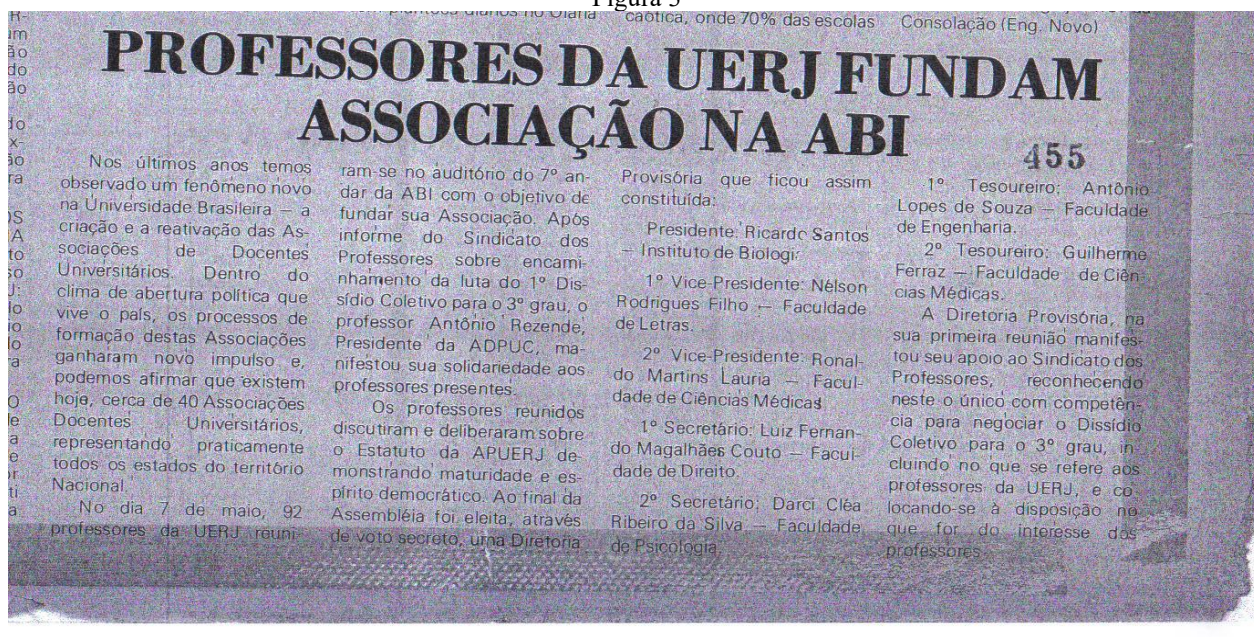 Figura 3
plantões diários no Olaria
caótica, onde 70% das escolas
Consolação (Eng. Novo)
PROFESSORES DA UERJ FUNDAM
ASSOCIAÇÃO NA ABI
455
Nos últimos anos temos
observado um fenômeno novo
na Universidade Brasileira — a
criação e a reativação das As-
sociações de Docentes
Universitários. Dentro do
clima de abertura política que
vive o país, os processos de
formação destas Associações
ganharam novo impulso e,
podemos afirmar que existem
hoje, cerca de 40 Associações
Docentes Universitários,
representando praticamente
todos os estados do território
Nacional.
No dia 7 de maio, 92
professores da UERJ reuni-
ram-se no auditório do 7º an-
dar da ABI com o objetivo de
fundar sua Associação. Após
informe do Sindicato dos
Professores sobre encami-
nhamento da luta do 1º Dis-
sídio Coletivo para o 3º grau, o
professor Antônio Rezende,
Presidente da ADPUC, ma-
nifestou sua solidariedade aos
professores presentes.
Os professores reunidos
discutiram e deliberaram sobre
o Estatuto da APUERJ de-
monstrando maturidade e es-
pírito democrático. Ao final da
Assembléia foi eleita, através
de voto secreto, uma Diretoria
Provisória que ficou assim
constituída:
Presidente: Ricardo Santos
— Instituto de Biologi
1º Vice-Presidente: Nélson
Rodrigues Filho — Faculdade
de Letras.
2º Vice-Presidente: Ronal-
do Martins Lauria — Facul-
dade de Ciências Médicas
1º Secretário: Luiz Fernan-
do Magalhães Couto — Facul-
dade de Direito.
2º Secretário: Darci Cléa
Ribeiro da Silva — Faculdade
de Psicologia.
1º Tesoureiro: Antônio
Lopes de Souza — Faculdade
de Engenharia.
2º Tesoureiro: Guilherme
Ferraz — Faculdade de Ciên-
cias Médicas.
A Diretoria Provisória, na
sua primeira reunião manifes-
tou seu apoio ao Sindicato dos
Professores, reconhecendo
neste o único com competên-
cia para negociar o Dissídio
Coletivo para o 3º grau, in-
cluindo no que se refere aos
professores da UERJ, e co-
locando-se à disposição no
que for do interesse dos
professores.